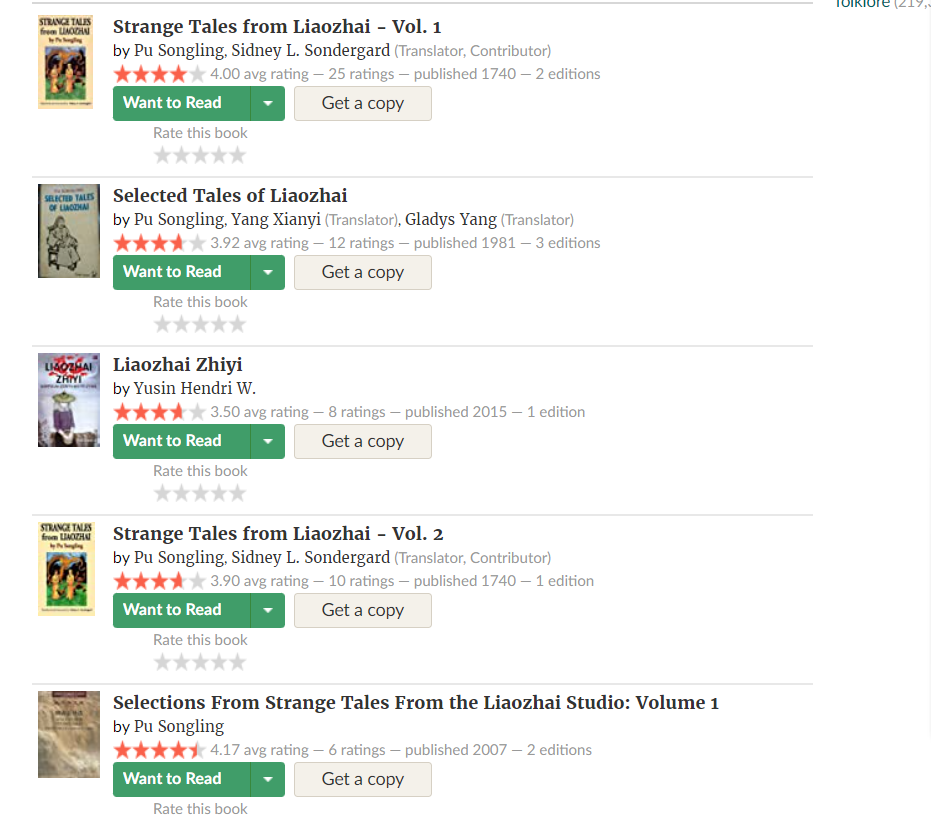 folklore (219,
STRANGE TALES
from LIAOZHAI
by Pu Songling
Strange Tales from Liaozhai - Vol. 1
by Pu Songling, Sidney L. Sondergard (Translator, Contributor)
4.00 avg rating — 25 ratings — published 1740 — 2 editions
Want to Read
Get a copy
Rate this book
SELECTED TALES
OF LIAOZHAI
Selected Tales of Liaozhai
by Pu Songling, Yang Xianyi (Translator), Gladys Yang (Translator)
3.92 avg rating — 12 ratings — published 1981 — 3 editions
Want to Read
Get a copy
Rate this book
LIAOZHAI
ZHIYI
Liaozhai Zhiyi
by Yusin Hendri W.
3.50 avg rating — 8 ratings — published 2015 — 1 edition
Want to Read
Get a copy
Rate this book
STRANGE TALES
from LIAOZHAI
by Pu Songling
Strange Tales from Liaozhai - Vol. 2
by Pu Songling, Sidney L. Sondergard (Translator, Contributor)
3.90 avg rating — 10 ratings — published 1740 — 1 edition
Want to Read
Get a copy
Rate this book
Selections From Strange Tales From the Liaozhai Studio: Volume 1
by Pu Songling
4.17 avg rating — 6 ratings — published 2007 — 2 editions
Want to Read
Get a copy
Rate this book